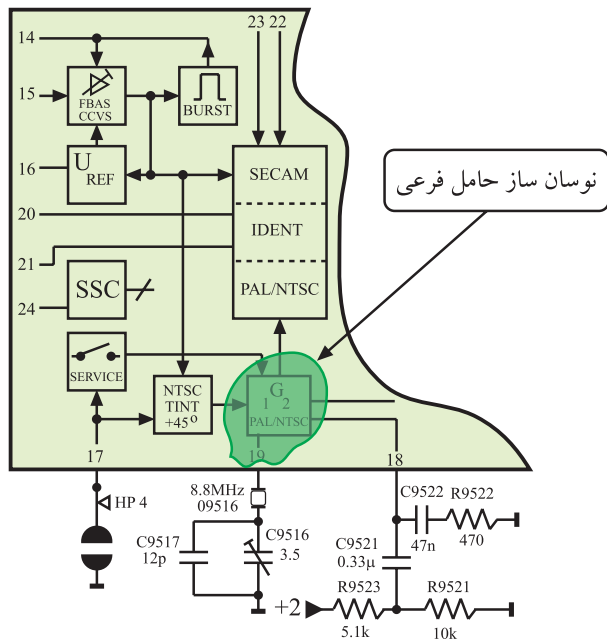 14
15
16
20
21
24
FBAS
CCVS
BURST
U REF
SSC
SERVICE
23 22
SECAM
IDENT
PAL/NTSC
نوسان ساز حامل فرعی
NTSC
TINT
+45°
G
1 2
PAL/NTSC
17
19
18
HP 4
8.8MHz
09516
C9517
12p
C9516
3.5
C9522
47n
R9522
470
C9521
0.33µ
+2
R9523
5.1k
R9521
10k